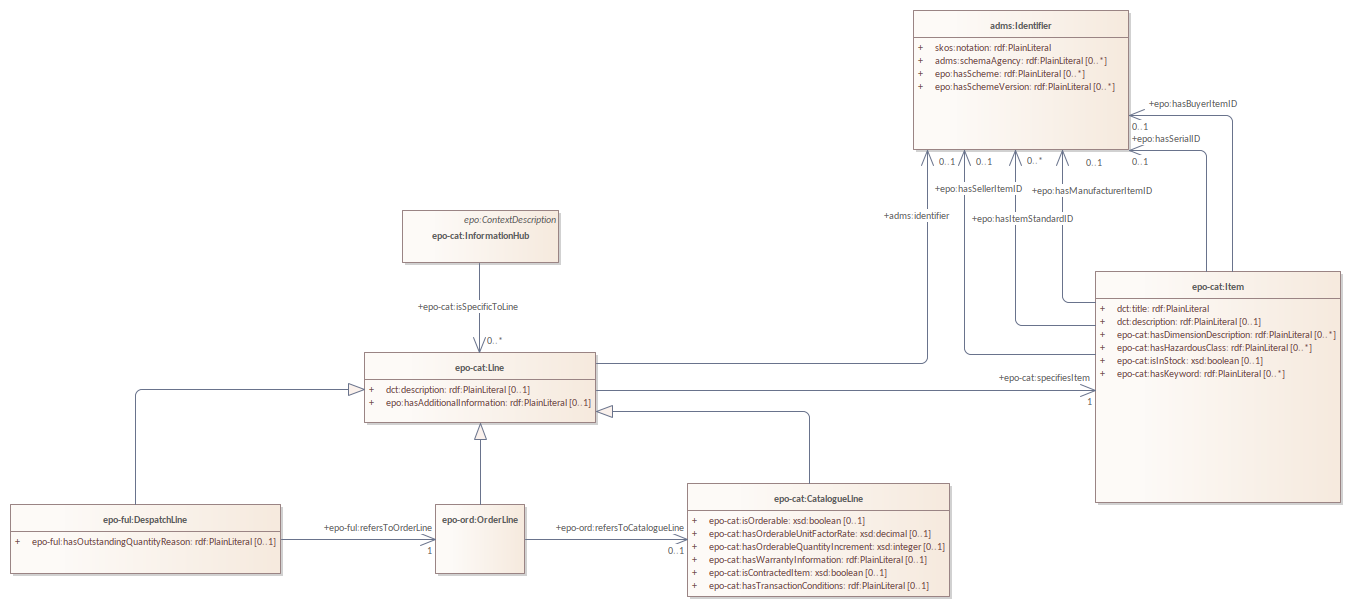 adms:Identifier
+ skos:notation: rdf:PlainLiteral
+ adms:schemaAgency: rdf:PlainLiteral [0..*]
+ epo:hasScheme: rdf:PlainLiteral [0..*]
+ epo:hasSchemeVersion: rdf:PlainLiteral [0..*]
+epo:hasBuyerItemID
0..1
+epo:hasSerialID
0..1
0..1
0..1
0..*
0..1
+epo:hasSellerItemID
+epo:hasManufacturerItemID
+adms:identifier
+epo:hasItemStandardID
epo:ContextDescription
epo-cat:InformationHub
+epo-cat:isSpecificToLine
0..*
epo-cat:Item
+ dct:title: rdf:PlainLiteral
+ dct:description: rdf:PlainLiteral [0..1]
+ epo-cat:hasDimensionDescription: rdf:PlainLiteral [0..*]
+ epo-cat:hasHazardousClass: rdf:PlainLiteral [0..*]
+ epo-cat:isInStock: xsd:boolean [0..1]
+ epo-cat:hasKeyword: rdf:PlainLiteral [0..*]
epo-cat:Line
+ dct:description: rdf:PlainLiteral [0..1]
+ epo:hasAdditionalInformation: rdf:PlainLiteral [0..1]
+epo-cat:specifiesItem
1
epo-ful:DespatchLine
+ epo-ful:hasOutstandingQuantityReason: rdf:PlainLiteral [0..1]
+epo-ful:refersToOrderLine
1
epo-ord:OrderLine
+epo-ord:refersToCatalogueLine
0..1
epo-cat:CatalogueLine
+ epo-cat:isOrderable: xsd:boolean [0..1]
+ epo-cat:hasOrderableUnitFactorRate: xsd:decimal [0..1]
+ epo-cat:hasOrderableQuantityIncrement: xsd:integer [0..1]
+ epo-cat:hasWarrantyInformation: rdf:PlainLiteral [0..1]
+ epo-cat:isContractedItem: xsd:boolean [0..1]
+ epo-cat:hasTransactionConditions: rdf:PlainLiteral [0..1]